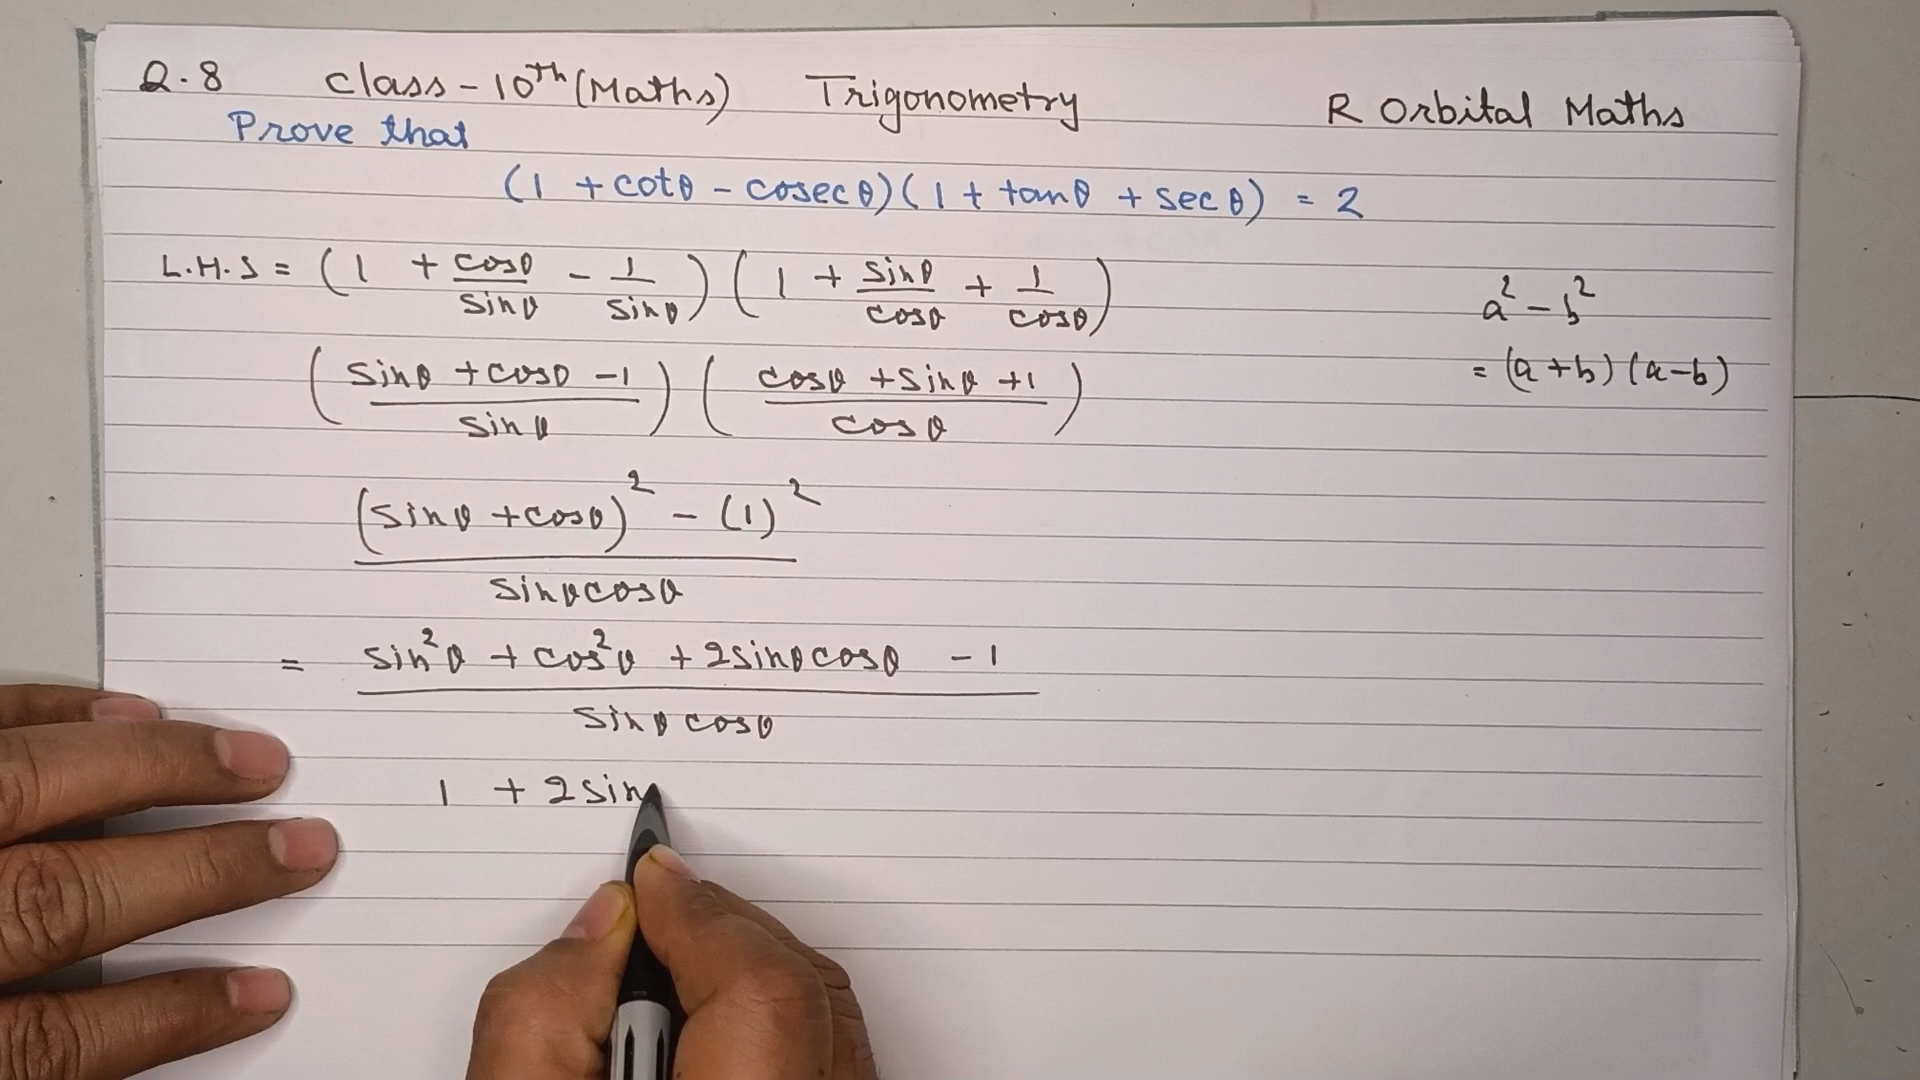 Q.8 Class - 10th (Maths) Trigonometry R Orbital Maths
Prove that
(1 + cotθ - cosecθ)(1 + tanθ + secθ) = 2
L.H.S = (1 + cosθ/sinθ - 1/sinθ)(1 + sinθ/cosθ + 1/cosθ)
(sinθ + cosθ - 1 / sinθ)(cosθ + sinθ + 1 / cosθ)
(sinθ + cosθ)² - (1)²
sinθcosθ
= sin²θ + cos²θ + 2sinθcosθ - 1
sinθcosθ
1 + 2sin
a² - b²
= (a+b)(a-b)